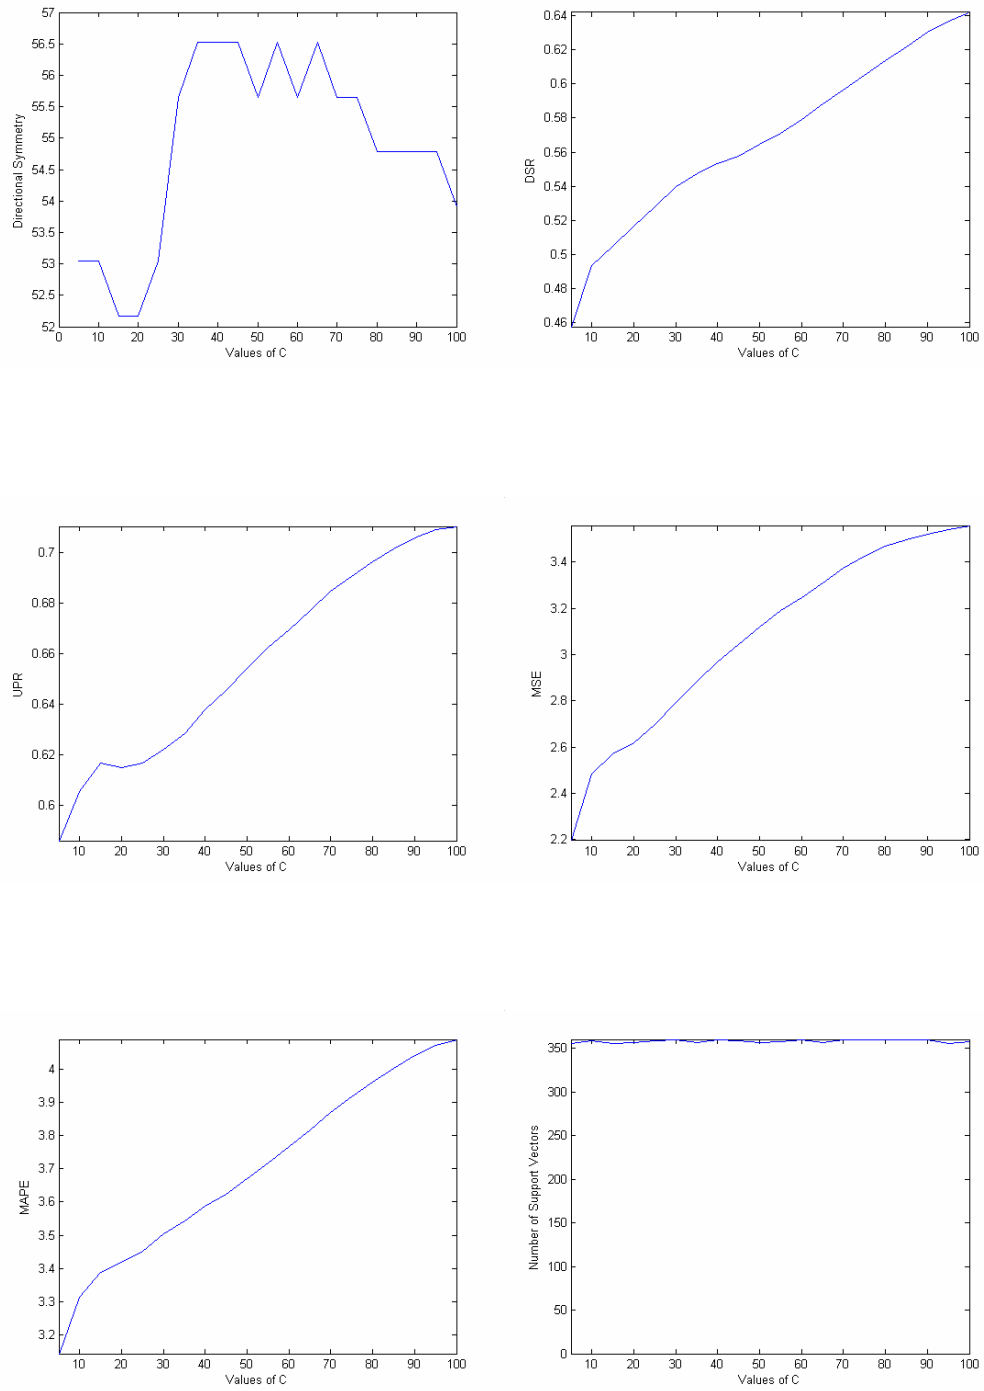 57
56.5
56
55.5
55
54.5
54
53.5
53
52.5
52
Directional Symmetry
0 10 20 30 40 50 60 70 80 90 100
Values of C
0.64
0.62
0.6
0.58
0.56
0.54
0.52
0.5
0.48
0.46
DSR
10 20 30 40 50 60 70 80 90 100
Values of C
0.7
0.68
0.66
0.64
0.62
0.6
UPR
10 20 30 40 50 60 70 80 90 100
Values of C
3.4
3.2
3
2.8
2.6
2.4
2.2
MSE
10 20 30 40 50 60 70 80 90 100
Values of C
4
3.9
3.8
3.7
3.6
3.5
3.4
3.3
3.2
MAPE
10 20 30 40 50 60 70 80 90 100
Values of C
350
300
250
200
150
100
50
0
Number of Support Vectors
10 20 30 40 50 60 70 80 90 100
Values of C